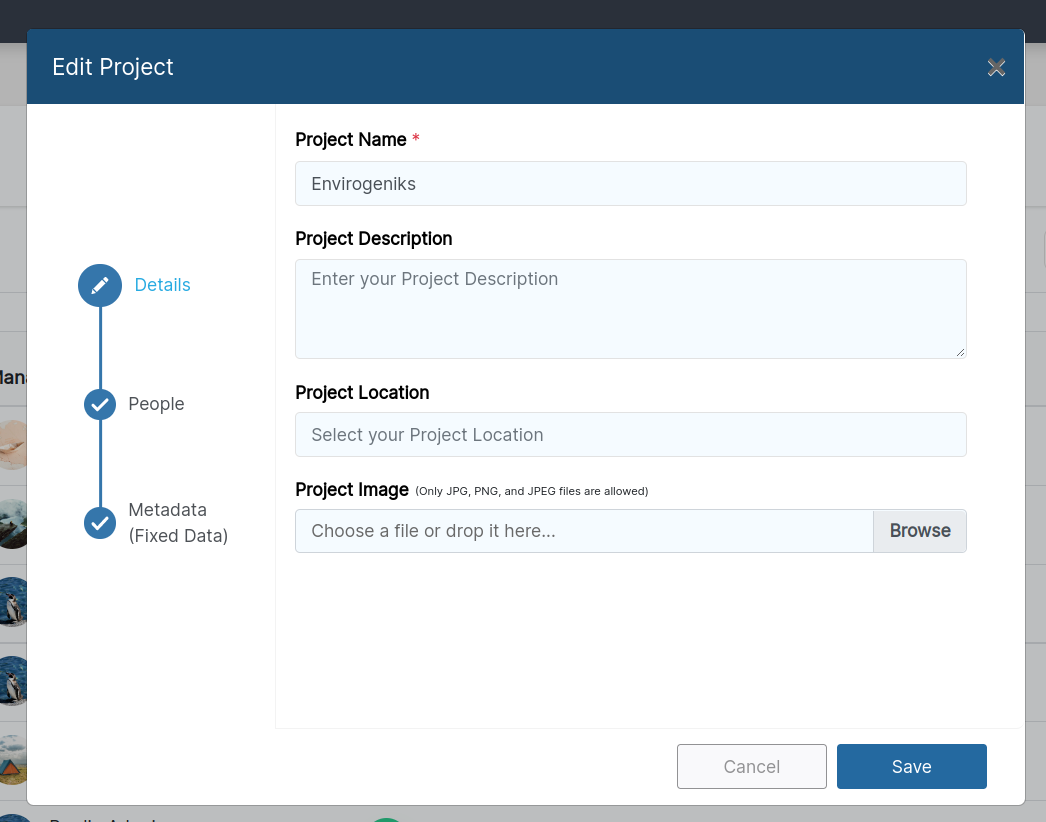 Edit Project
Project Name *
Envirogeniks
Project Description
Enter your Project Description
Details
Project Location
People
Select your Project Location
Project Image (Only JPG, PNG, and JPEG files are allowed)
Metadata
(Fixed Data)
Choose a file or drop it here...
Browse
Cancel
Save